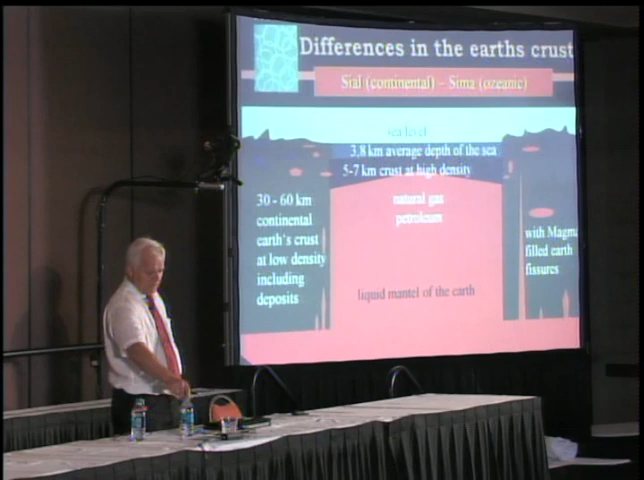 Differences in the earths crust
Sial (continental) – Sima (ozeanic)
sea level
3,8 km average depth of the sea
5-7 km crust at high density
natural gaz
petroleum
30 - 60 km
continental
earth's crust
at low density
including
deposits
with Magma
filled earth
fissures
liquid mantel of the earth